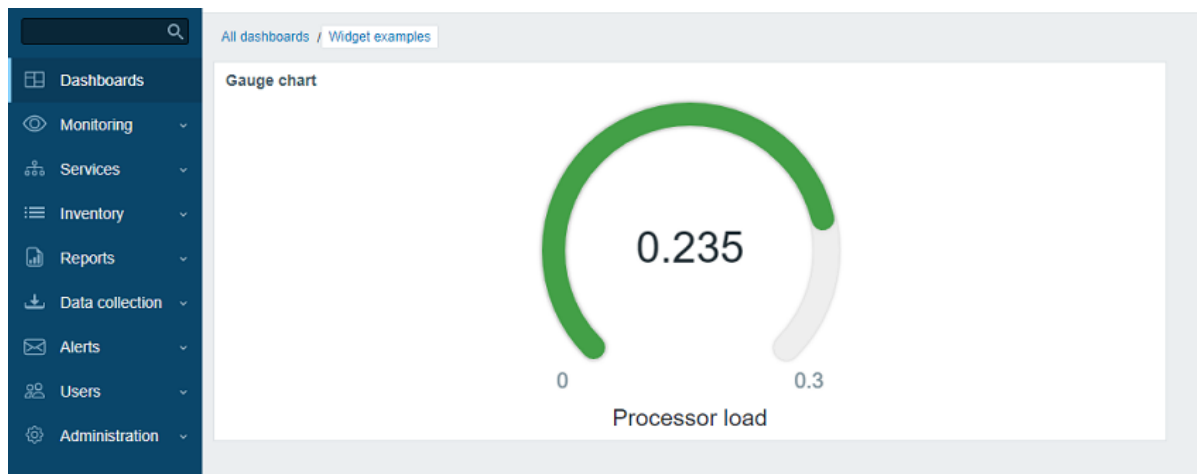 All dashboards / Widget examples
Dashboards
Monitoring
Services
Inventory
Reports
Data collection
Alerts
Users
Administration
Gauge chart
0.235
0
0.3
Processor load